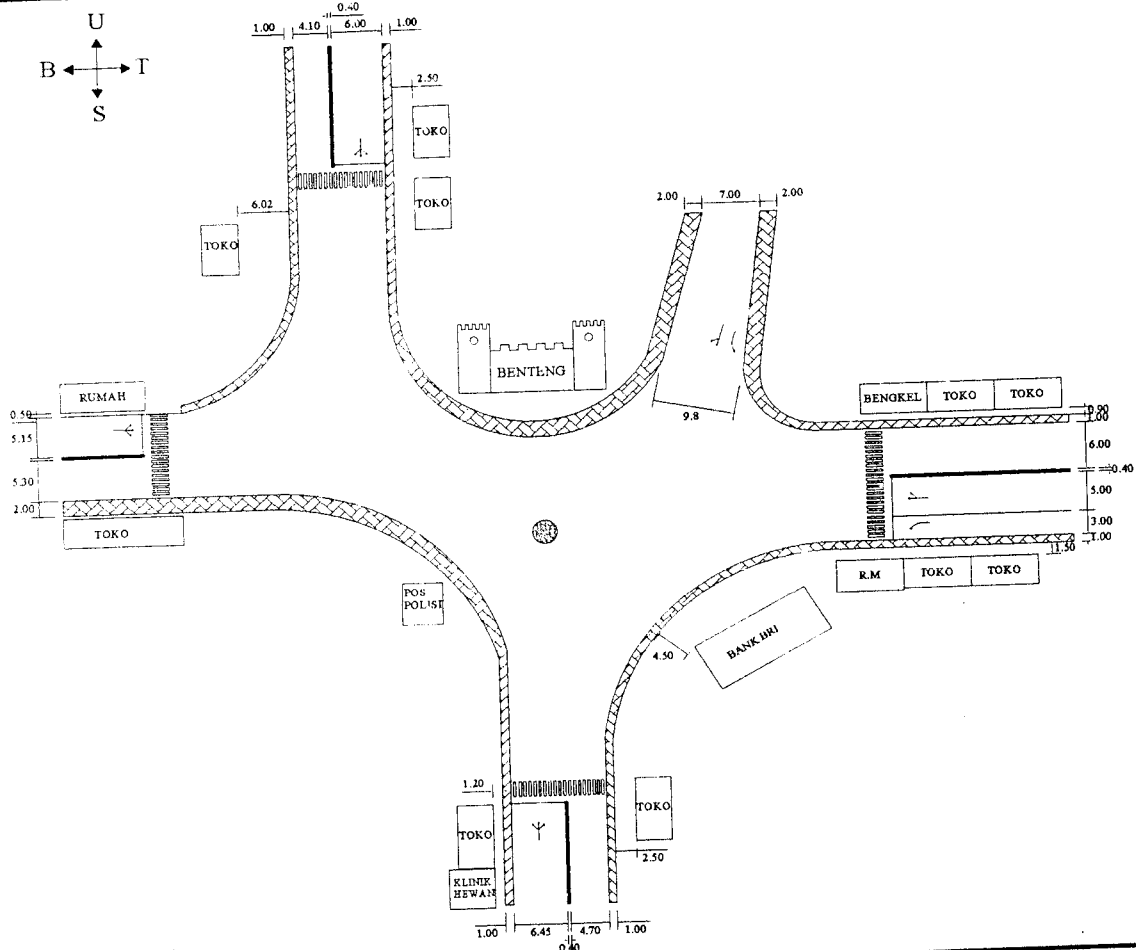 U
B T
S
0.40
1.00 4.10 6.00 1.00
2.50
TOKO
TOKO
6.02
TOKO
2.00 7.00 2.00
BENTENG
9.8
RUMAH
0.50
5.15
5.30
2.00
TOKO
BENGKEL TOKO TOKO
0.90
1.00
6.00
0.40
5.00
3.00
1.00
1.50
R.M TOKO TOKO
POS
POLISI
4.50
BANK BRI
1.20
TOKO
KLINIK
HEWAN
TOKO
2.50
1.00 6.45 4.70 1.00
0.40